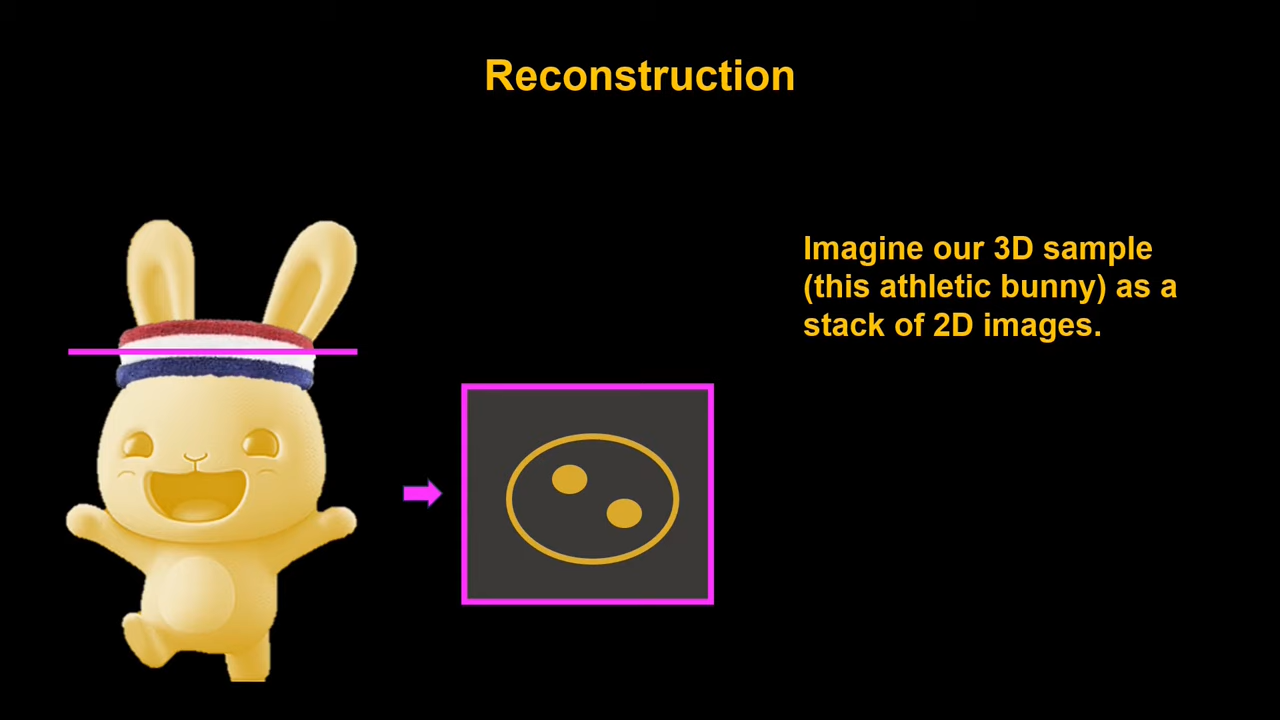 Reconstruction
Imagine our 3D sample
(this athletic bunny) as a
stack of 2D images.